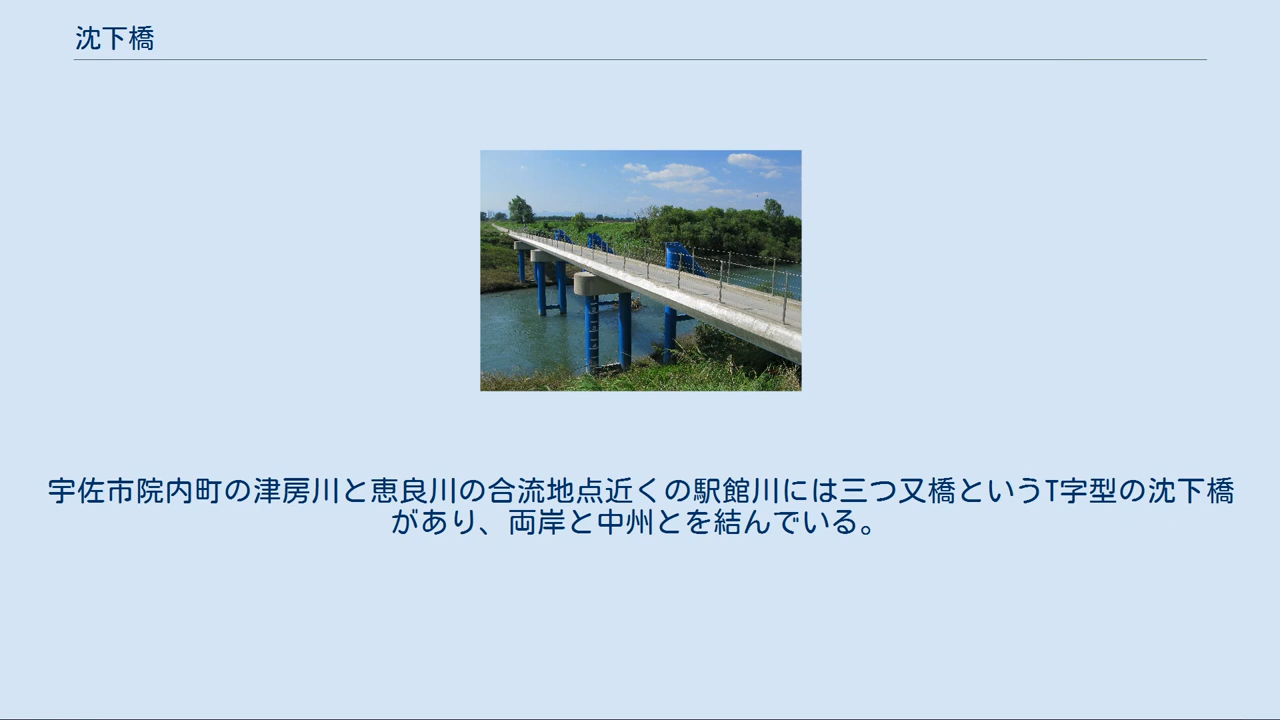 沈下橋
宇佐市院内町の津房川と恵良川の合流地点近くの駅館川には三つ又橋というT字型の沈下橋
があり、両岸と中州とを結んでいる。